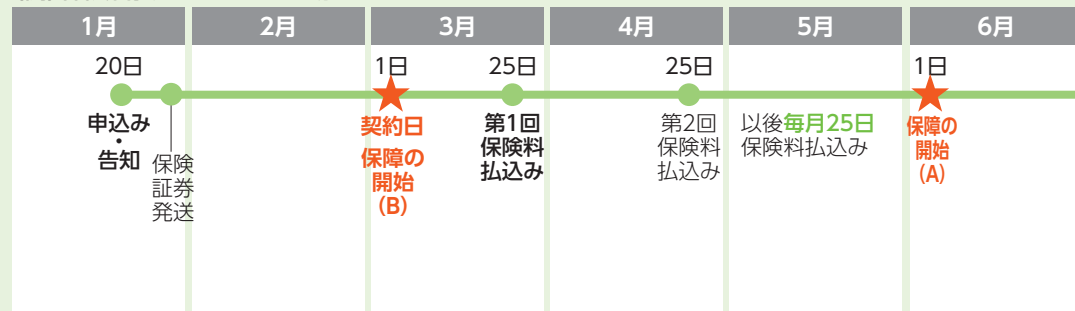 1月
2月
3月
4月
5月
6月
20日
1日
25日
25日
1日
申込み
・
告知
保険
証券
発送
契約日
保障の
開始
(B)
第1回
保険料
払込み
第2回
保険料
払込み
以後毎月25日
保険料払込み
保障の
開始
(A)